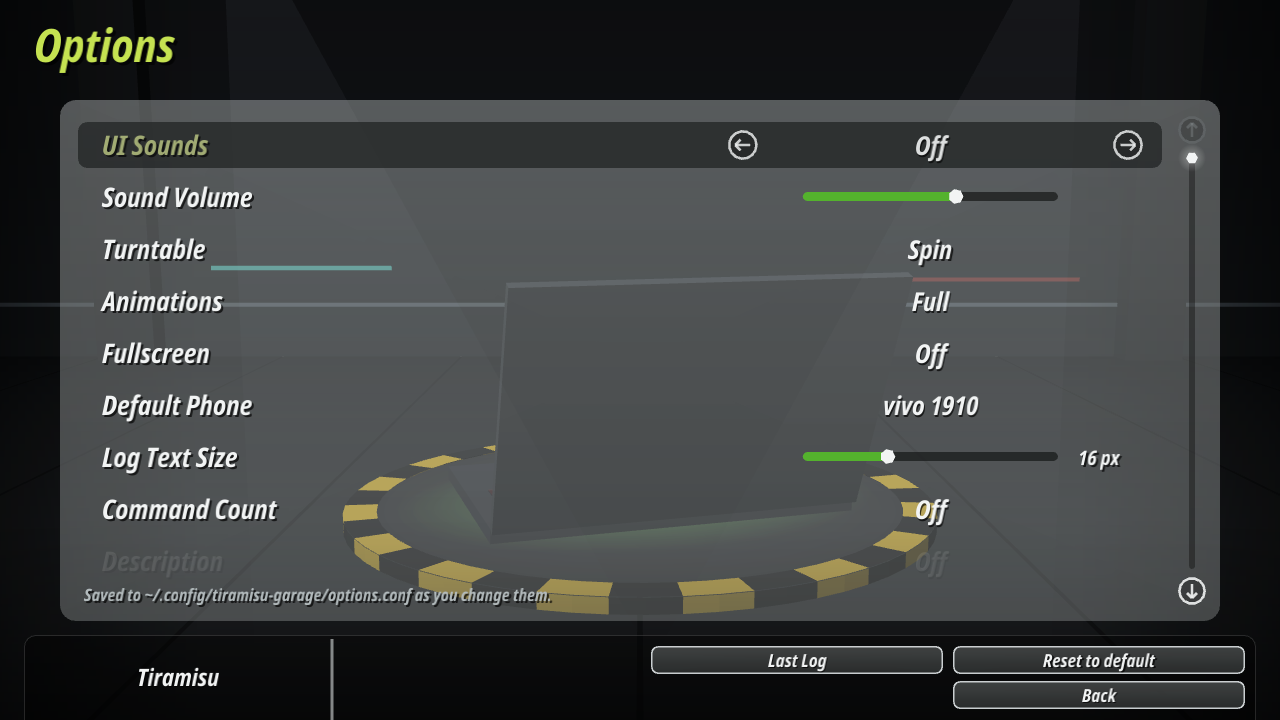 Options
UI Sounds Off
Sound Volume
Turntable Spin
Animations Full
Fullscreen Off
Default Phone vivo 1910
Log Text Size 16 px
Command Count Off
Description Off
Saved to ~/.config/tiramisu-garage/options.conf as you change them.
Tiramisu
Last Log
Reset to default
Back